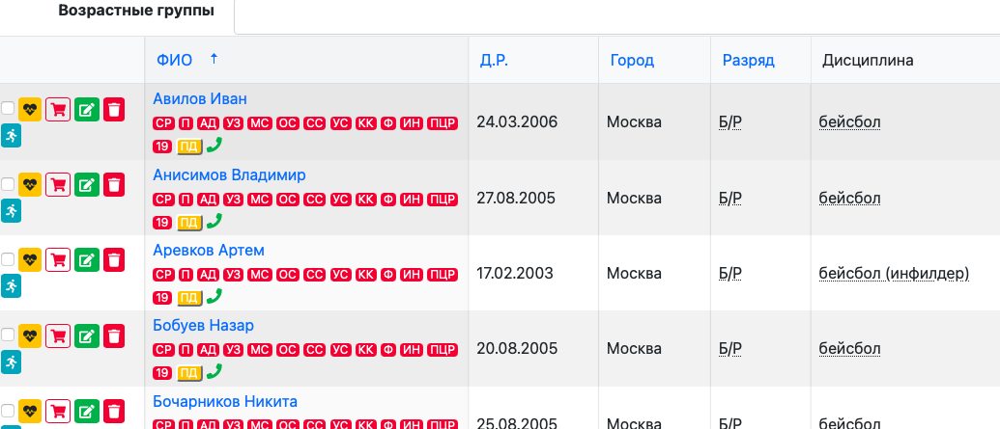 Возрастные группы
ФИО ↑ Д.Р. Город Разряд Дисциплина
Авилов Иван
СР П АД УЗ МС ОС СС УС КК Ф ИН ПЦР 24.03.2006 Москва Б/Р бейсбол
19 ПД
Анисимов Владимир
СР П АД УЗ МС ОС СС УС КК Ф ИН ПЦР 27.08.2005 Москва Б/Р бейсбол
19 ПД
Аревков Артем
СР П АД УЗ МС ОС СС УС КК Ф ИН ПЦР 17.02.2003 Москва Б/Р бейсбол (инфилдер)
19 ПД
Бобуев Назар
СР П АД УЗ МС ОС СС УС КК Ф ИН ПЦР 20.08.2005 Москва Б/Р бейсбол
19 ПД
Бочарников Никита
СР П АД УЗ МС ОС СС УС КК Ф ИН ПЦР 25.08.2005 Москва Б/Р бейсбол